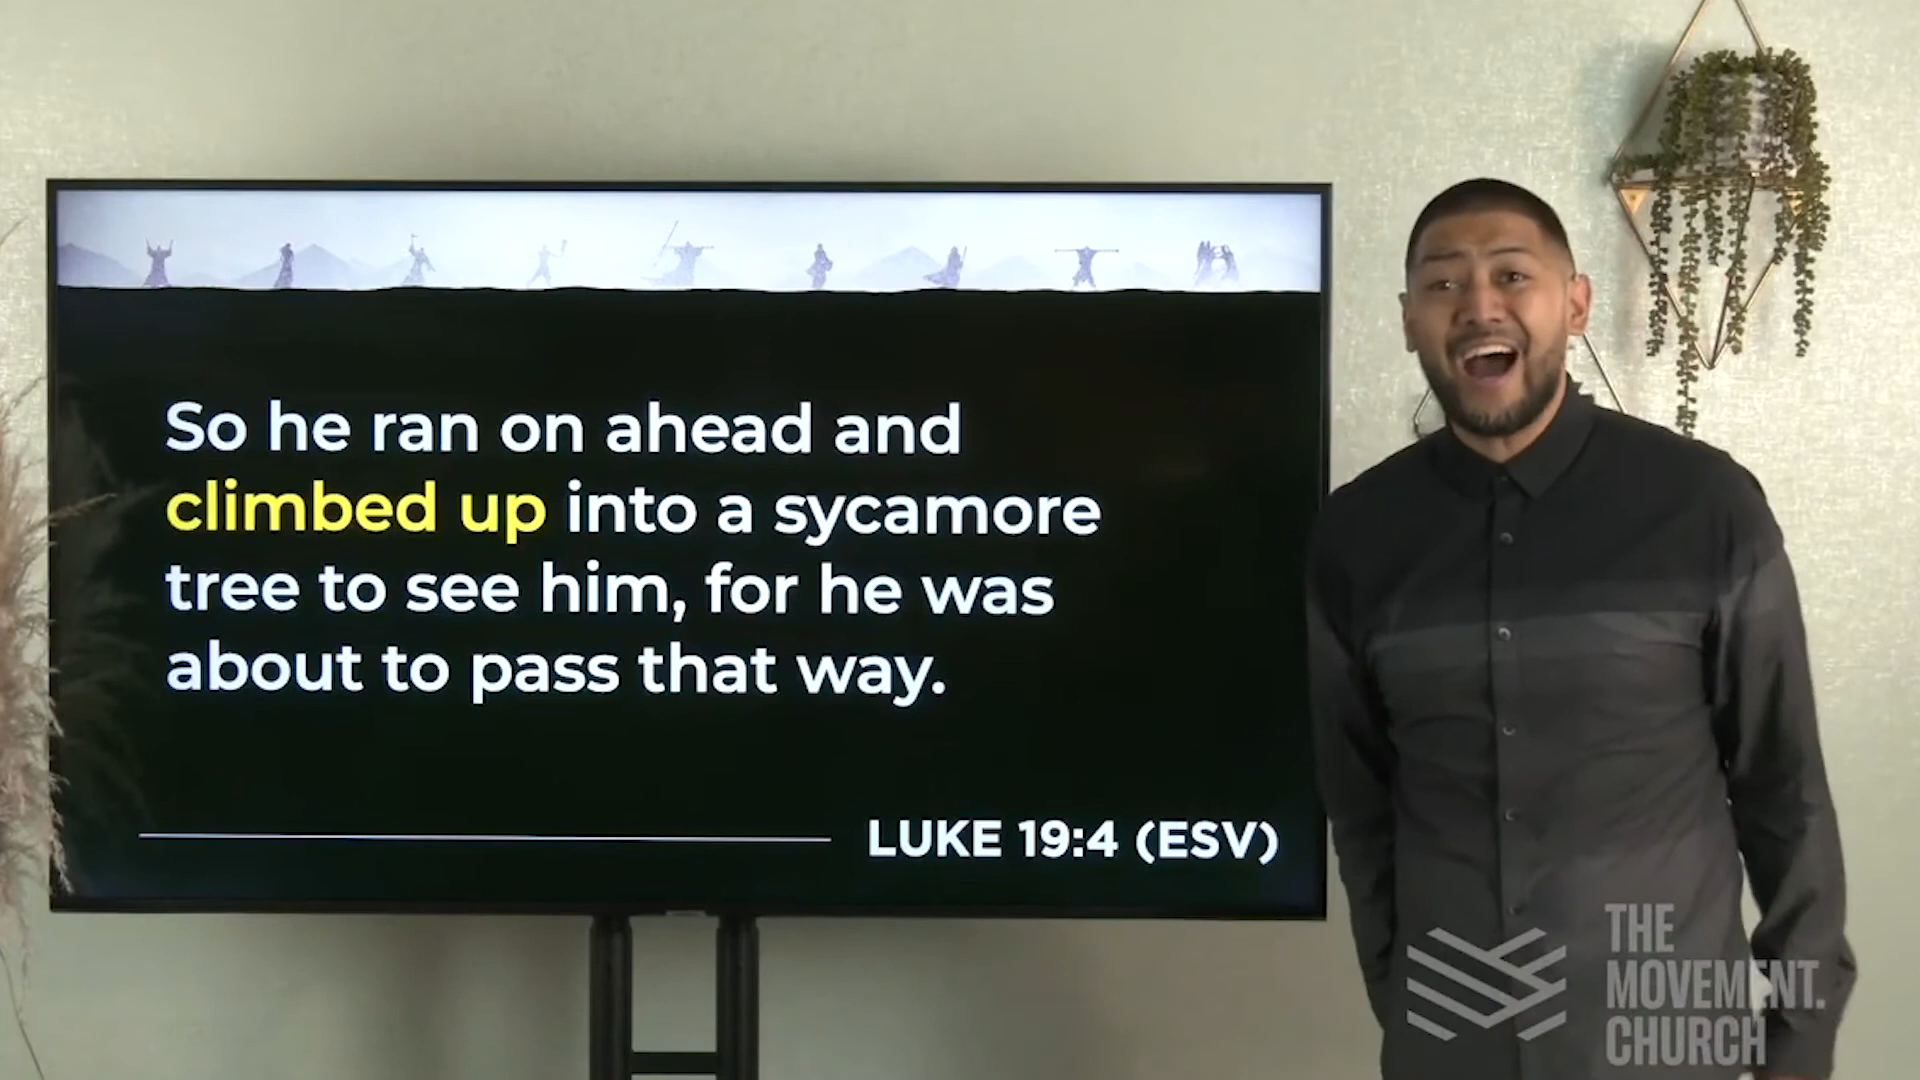 So he ran on ahead and
climbed up into a sycamore
tree to see him, for he was
about to pass that way.
LUKE 19:4 (ESV)
THE
MOVEMENT.
CHURCH